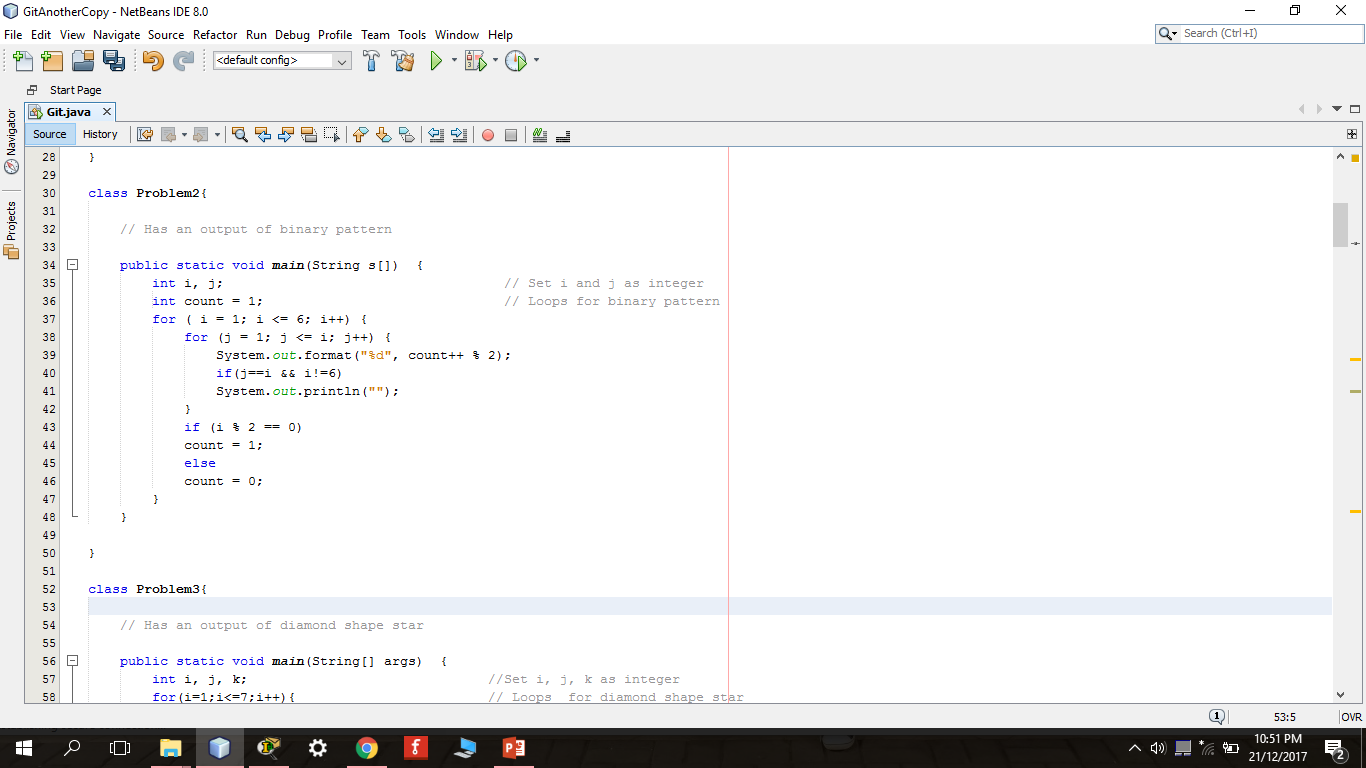 GitAnotherCopy - NetBeans IDE 8.0
File Edit View Navigate Source Refactor Run Debug Profile Team Tools Window Help
Search (Ctrl+I)
<default config>
Start Page
Git.java
Navigator
Projects
Source History
28 }
29
30 class Problem2{
31
32 // Has an output of binary pattern
33
34 public static void main(String s[]) {
35 int i, j; // Set i and j as integer
36 int count = 1; // Loops for binary pattern
37 for ( i = 1; i <= 6; i++) {
38 for (j = 1; j <= i; j++) {
39 System.out.format("%d", count++ % 2);
40 if(j==i && i!=6)
41 System.out.println("");
42 }
43 if (i % 2 == 0)
44 count = 1;
45 else
46 count = 0;
47 }
48 }
49
50 }
51
52 class Problem3{
53
54 // Has an output of diamond shape star
55
56 public static void main(String[] args) {
57 int i, j, k; //Set i, j, k as integer
58 for(i=1;i<=7;i++){ // Loops  for diamond shape star
1
53:5
OVR
10:51 PM
21/12/2017
2